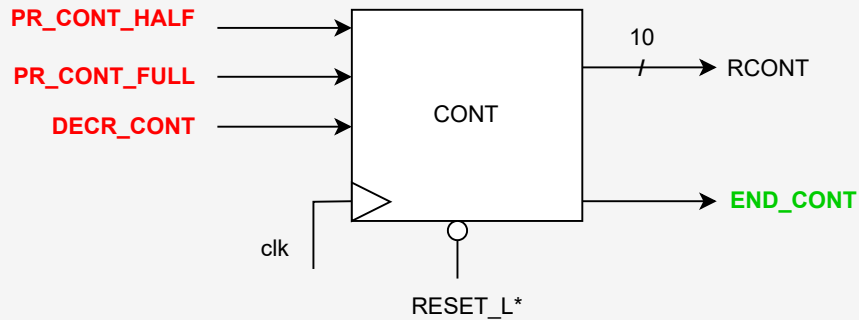 PR_CONT_HALF
PR_CONT_FULL
DECR_CONT
clk
CONT
RESET_L*
10
RCONT
END_CONT